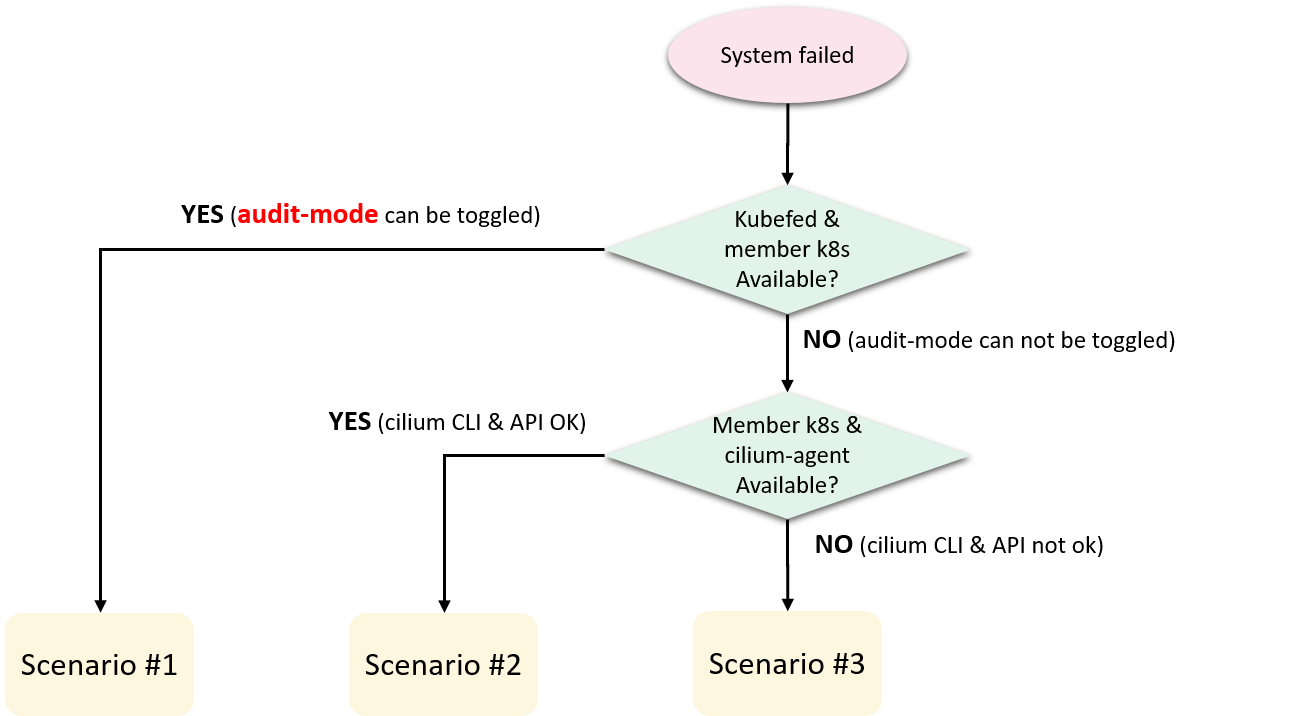 System failed
YES (audit-mode can be toggled)
Kubefed &
member k8s
Available?
NO (audit-mode can not be toggled)
YES (cilium CLI & API OK)
Member k8s &
cilium-agent
Available?
NO (cilium CLI & API not ok)
Scenario #1
Scenario #2
Scenario #3